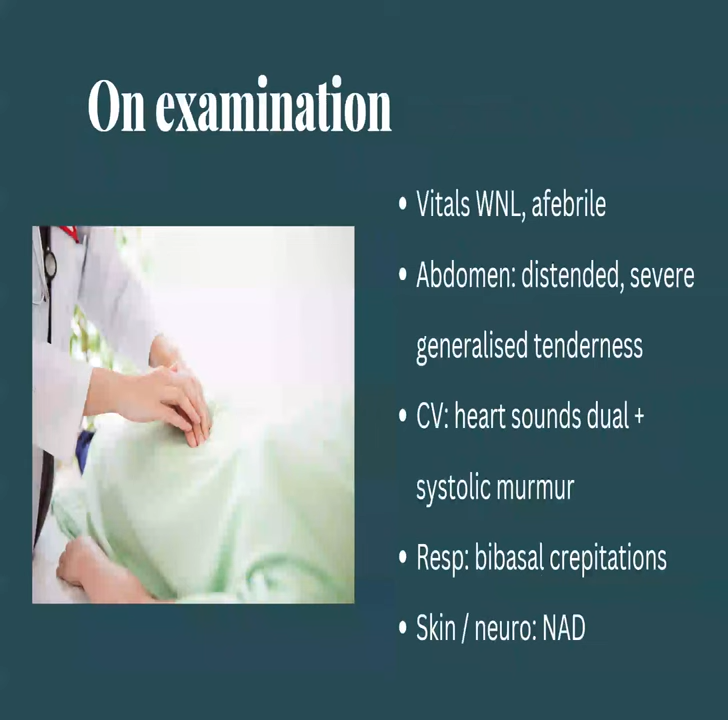 On examination
• Vitals WNL, afebrile
• Abdomen: distended, severe
generalised tenderness
• CV: heart sounds dual +
systolic murmur
• Resp: bibasal crepitations
• Skin / neuro: NAD